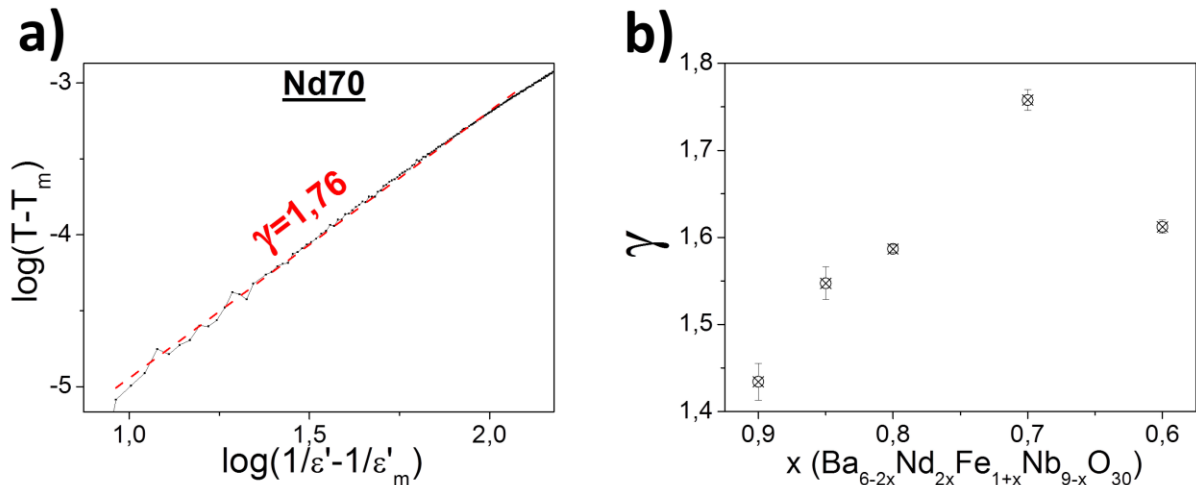 a)
Nd70
-3
-4
-5
log(T-Tm)
γ=1,76
1,0 1,5 2,0
log(1/ε'-1/ε'm)
b)
1,8
1,7
1,6
1,5
1,4
γ
0,9 0,8 0,7 0,6
x (Ba6-2xNd2xFe1+xNb9-xO30)